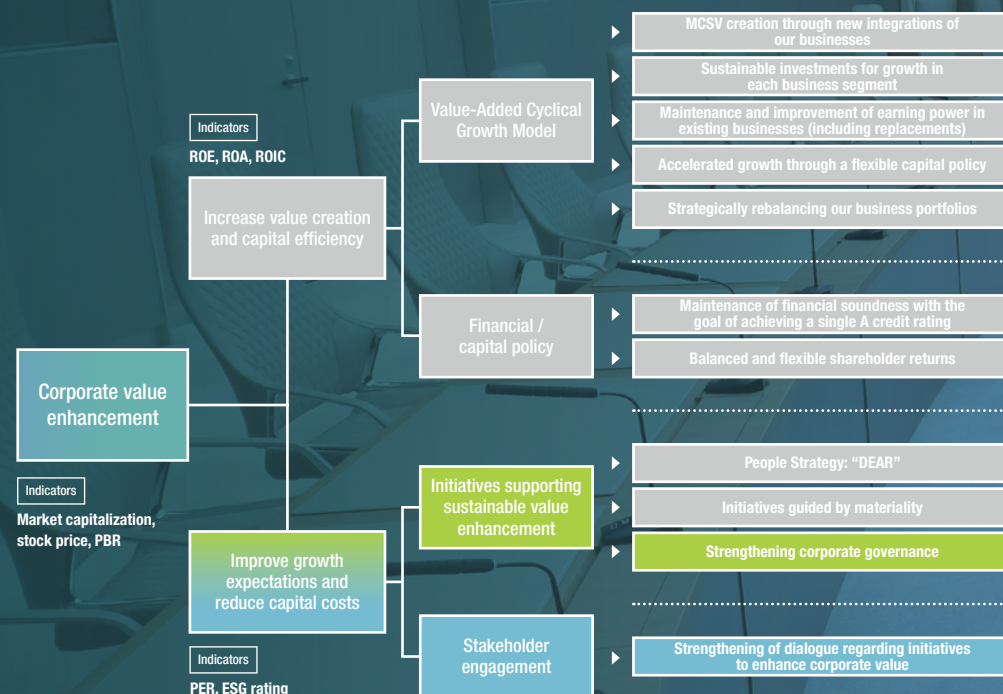 Corporate value
enhancement
Indicators
Market capitalization,
stock price, PBR
Indicators
ROE, ROA, ROIC
Increase value creation
and capital efficiency
Value-Added Cyclical
Growth Model
MCSV creation through new integrations of
our businesses
Sustainable investments for growth in
each business segment
Maintenance and improvement of earning power in
existing businesses (including replacements)
Accelerated growth through a flexible capital policy
Strategically rebalancing our business portfolios
Financial /
capital policy
Maintenance of financial soundness with the
goal of achieving a single A credit rating
Balanced and flexible shareholder returns
Improve growth
expectations and
reduce capital costs
Indicators
PER, ESG rating
Initiatives supporting
sustainable value
enhancement
People Strategy: “DEAR”
Initiatives guided by materiality
Strengthening corporate governance
Stakeholder
engagement
Strengthening of dialogue regarding initiatives
to enhance corporate value